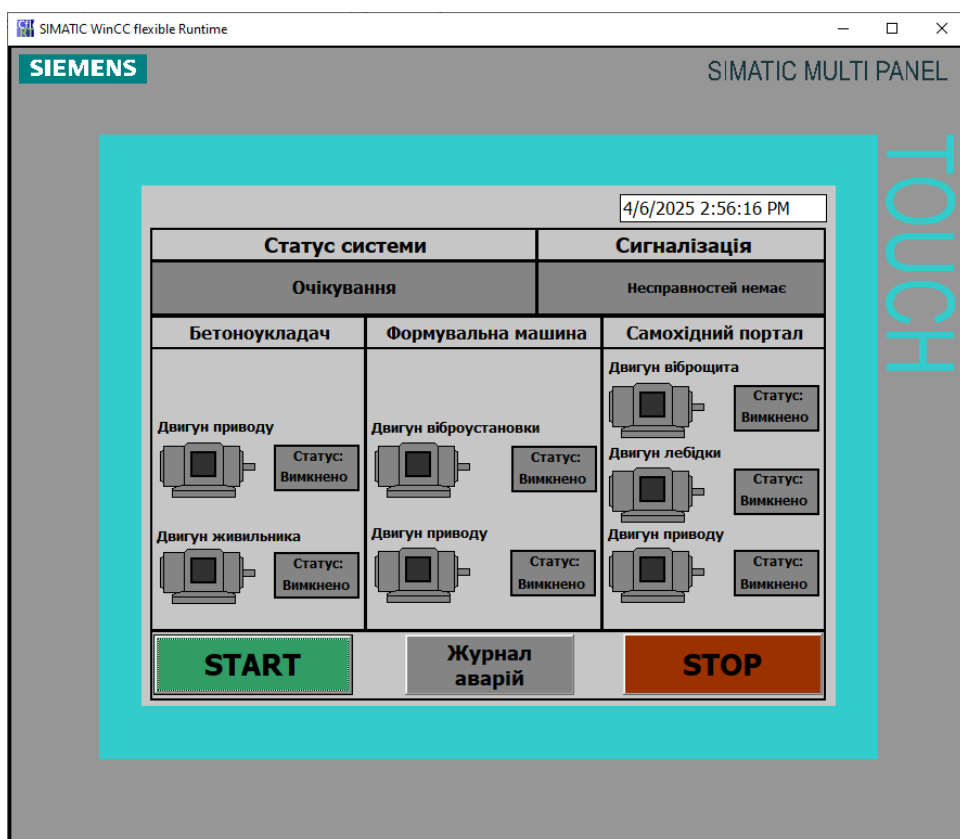 SIMATIC WinCC flexible Runtime
SIEMENS
SIMATIC MULTI PANEL
TOUCH
4/6/2025 2:56:16 PM
Статус системи
Сигналізація
Очікування
Несправностей немає
Бетоноукладач
Формувальна машина
Самохідний портал
Двигун приводу
Статус:
Вимкнено
Двигун живильника
Статус:
Вимкнено
Двигун віброустановки
Статус:
Вимкнено
Двигун приводу
Статус:
Вимкнено
Двигун віброщита
Статус:
Вимкнено
Двигун лебідки
Статус:
Вимкнено
Двигун приводу
Статус:
Вимкнено
START
Журнал
аварій
STOP